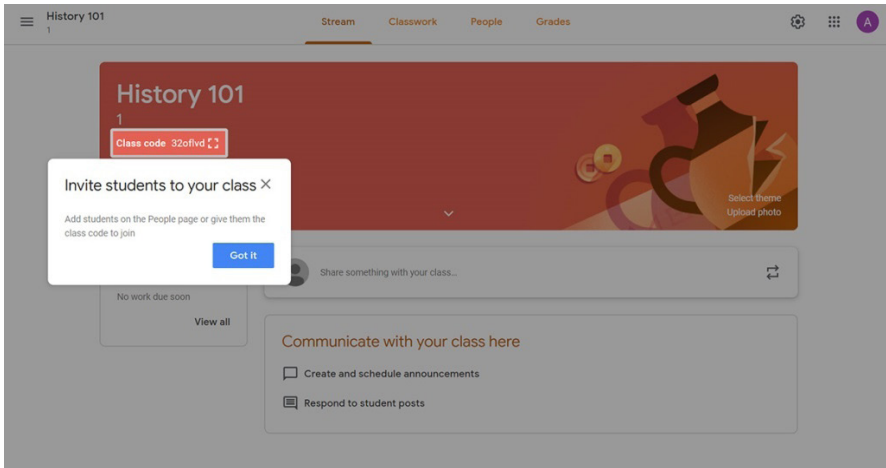 History 101
1
Stream Classwork People Grades
A
History 101
1
Class code 32oflvd
Invite students to your class
Add students on the People page or give them the
class code to join
Got it
Select theme
Upload photo
Share something with your class...
No work due soon
View all
Communicate with your class here
Create and schedule announcements
Respond to student posts